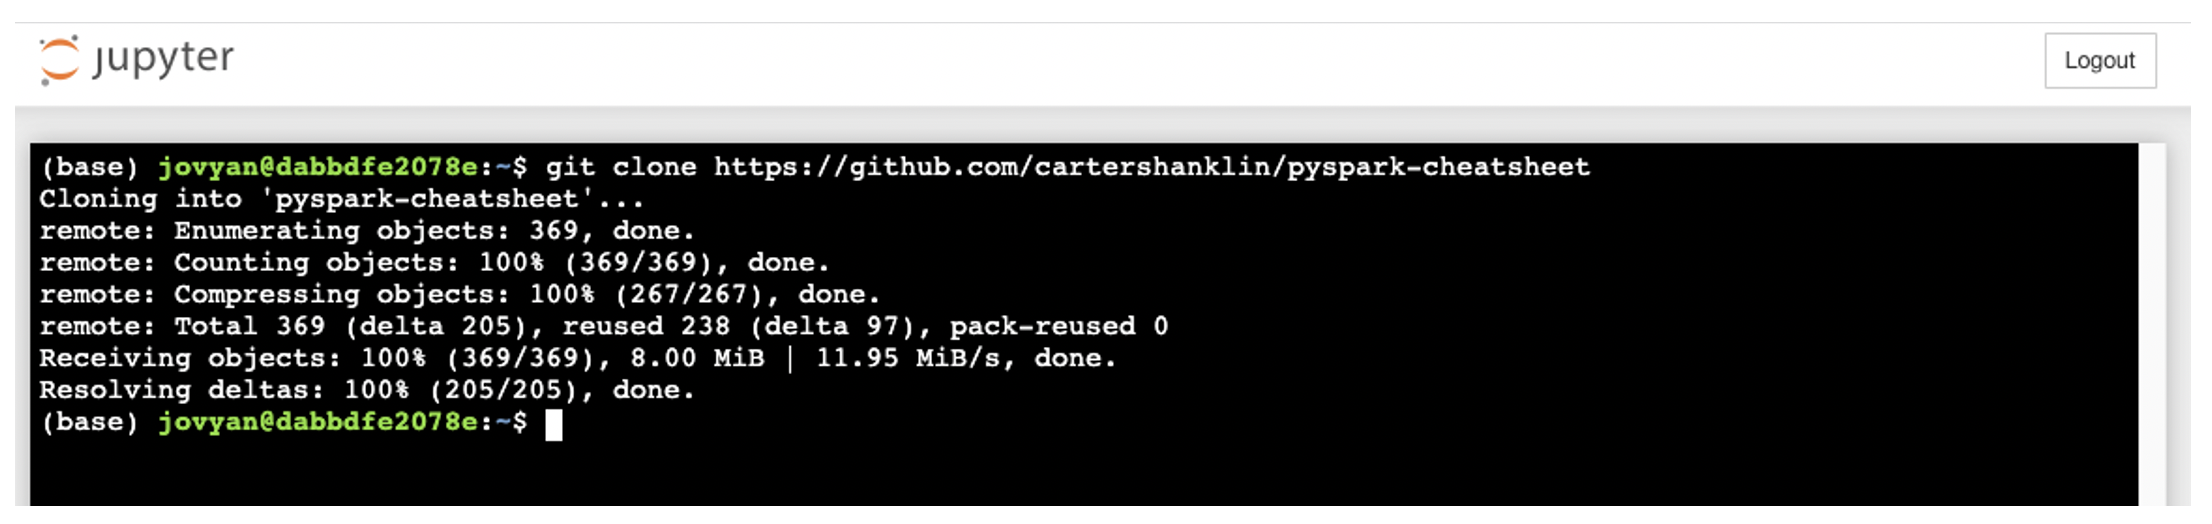 jupyter
Logout
(base) jovyan@dabbdfe2078e:~$ git clone https://github.com/cartershanklin/pyspark-cheatsheet
Cloning into 'pyspark-cheatsheet'...
remote: Enumerating objects: 369, done.
remote: Counting objects: 100% (369/369), done.
remote: Compressing objects: 100% (267/267), done.
remote: Total 369 (delta 205), reused 238 (delta 97), pack-reused 0
Receiving objects: 100% (369/369), 8.00 MiB | 11.95 MiB/s, done.
Resolving deltas: 100% (205/205), done.
(base) jovyan@dabbdfe2078e:~$